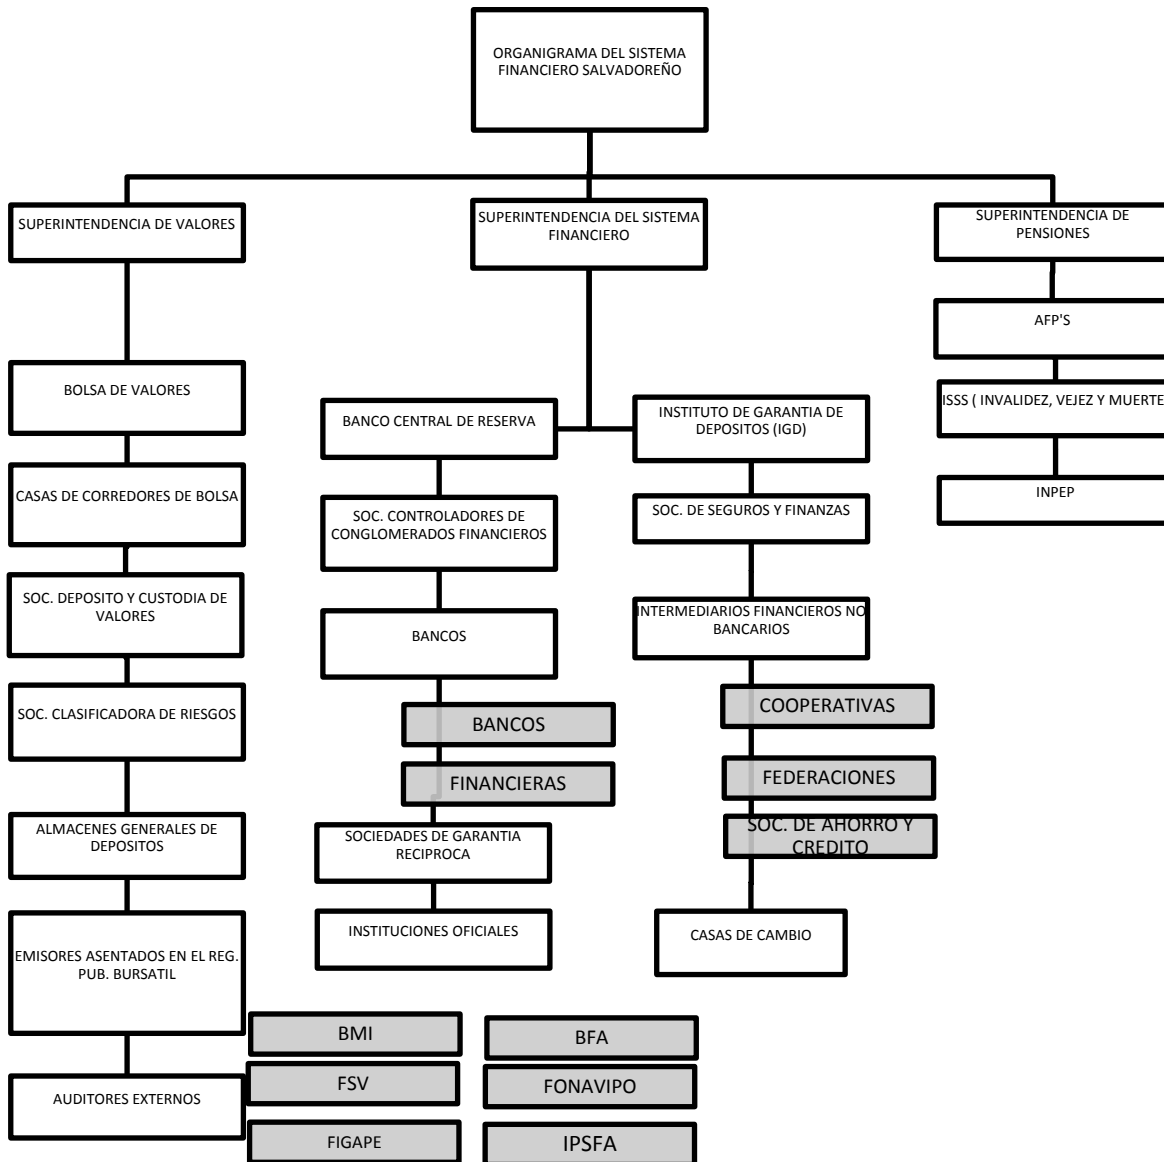 ORGANIGRAMA DEL SISTEMA
FINANCIERO SALVADOREÑO
SUPERINTENDENCIA DE VALORES
BOLSA DE VALORES
CASAS DE CORREDORES DE BOLSA
SOC. DEPOSITO Y CUSTODIA DE
VALORES
SOC. CLASIFICADORA DE RIESGOS
ALMACENES GENERALES DE
DEPOSITOS
EMISORES ASENTADOS EN EL REG.
PUB. BURSATIL
AUDITORES EXTERNOS
SUPERINTENDENCIA DEL SISTEMA
FINANCIERO
BANCO CENTRAL DE RESERVA
SOC. CONTROLADORES DE
CONGLOMERADOS FINANCIEROS
BANCOS
BANCOS
FINANCIERAS
SOCIEDADES DE GARANTIA
RECIPROCA
INSTITUCIONES OFICIALES
BMI
BFA
FSV
FONAVIPO
FIGAPE
IPSFA
INSTITUTO DE GARANTIA DE
DEPOSITOS (IGD)
SOC. DE SEGUROS Y FINANZAS
INTERMEDIARIOS FINANCIEROS NO
BANCARIOS
COOPERATIVAS
FEDERACIONES
SOC. DE AHORRO Y
CREDITO
CASAS DE CAMBIO
SUPERINTENDENCIA DE
PENSIONES
AFP'S
ISSS ( INVALIDEZ, VEJEZ Y MUERTE
INPEP